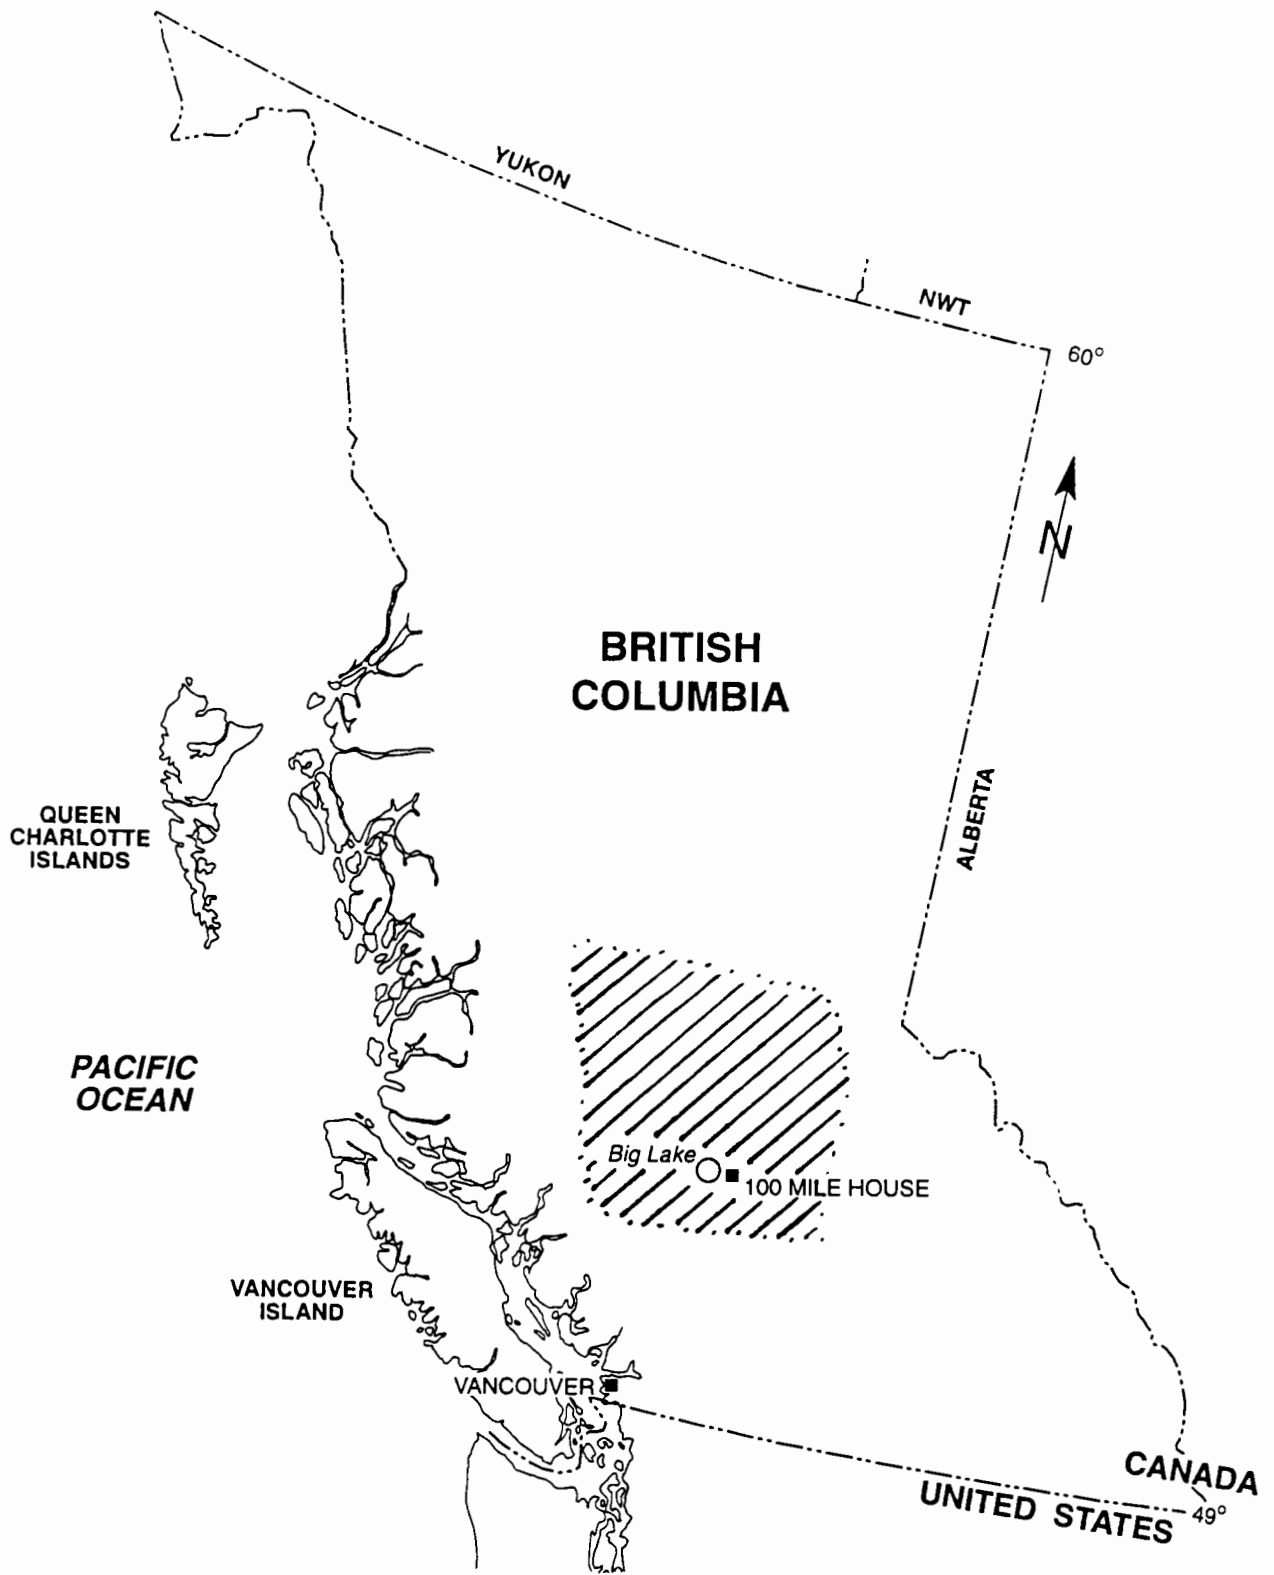 YUKON
NWT
60°
N
BRITISH
COLUMBIA
ALBERTA
QUEEN
CHARLOTTE
ISLANDS
PACIFIC
OCEAN
Big Lake
100 MILE HOUSE
VANCOUVER
ISLAND
VANCOUVER
CANADA
UNITED STATES
49°